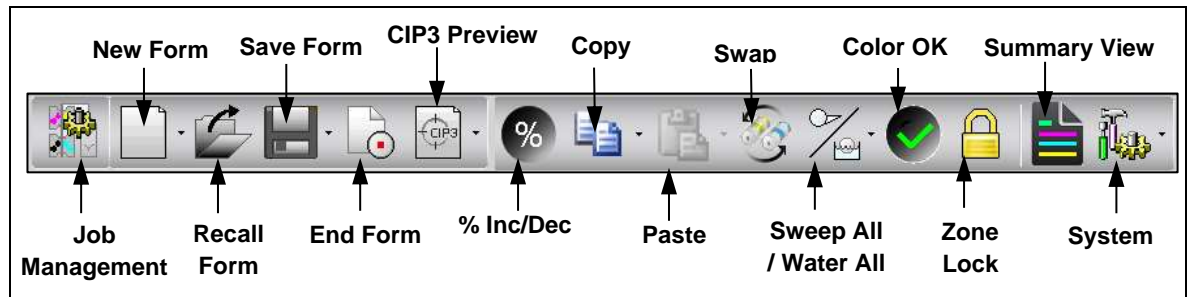 New Form
Save Form
CIP3 Preview
Copy
Swap
Color OK
Summary View
CIP3
%
Job
Management
Recall
Form
End Form
% Inc/Dec
Paste
Sweep All
/ Water All
Zone
Lock
System